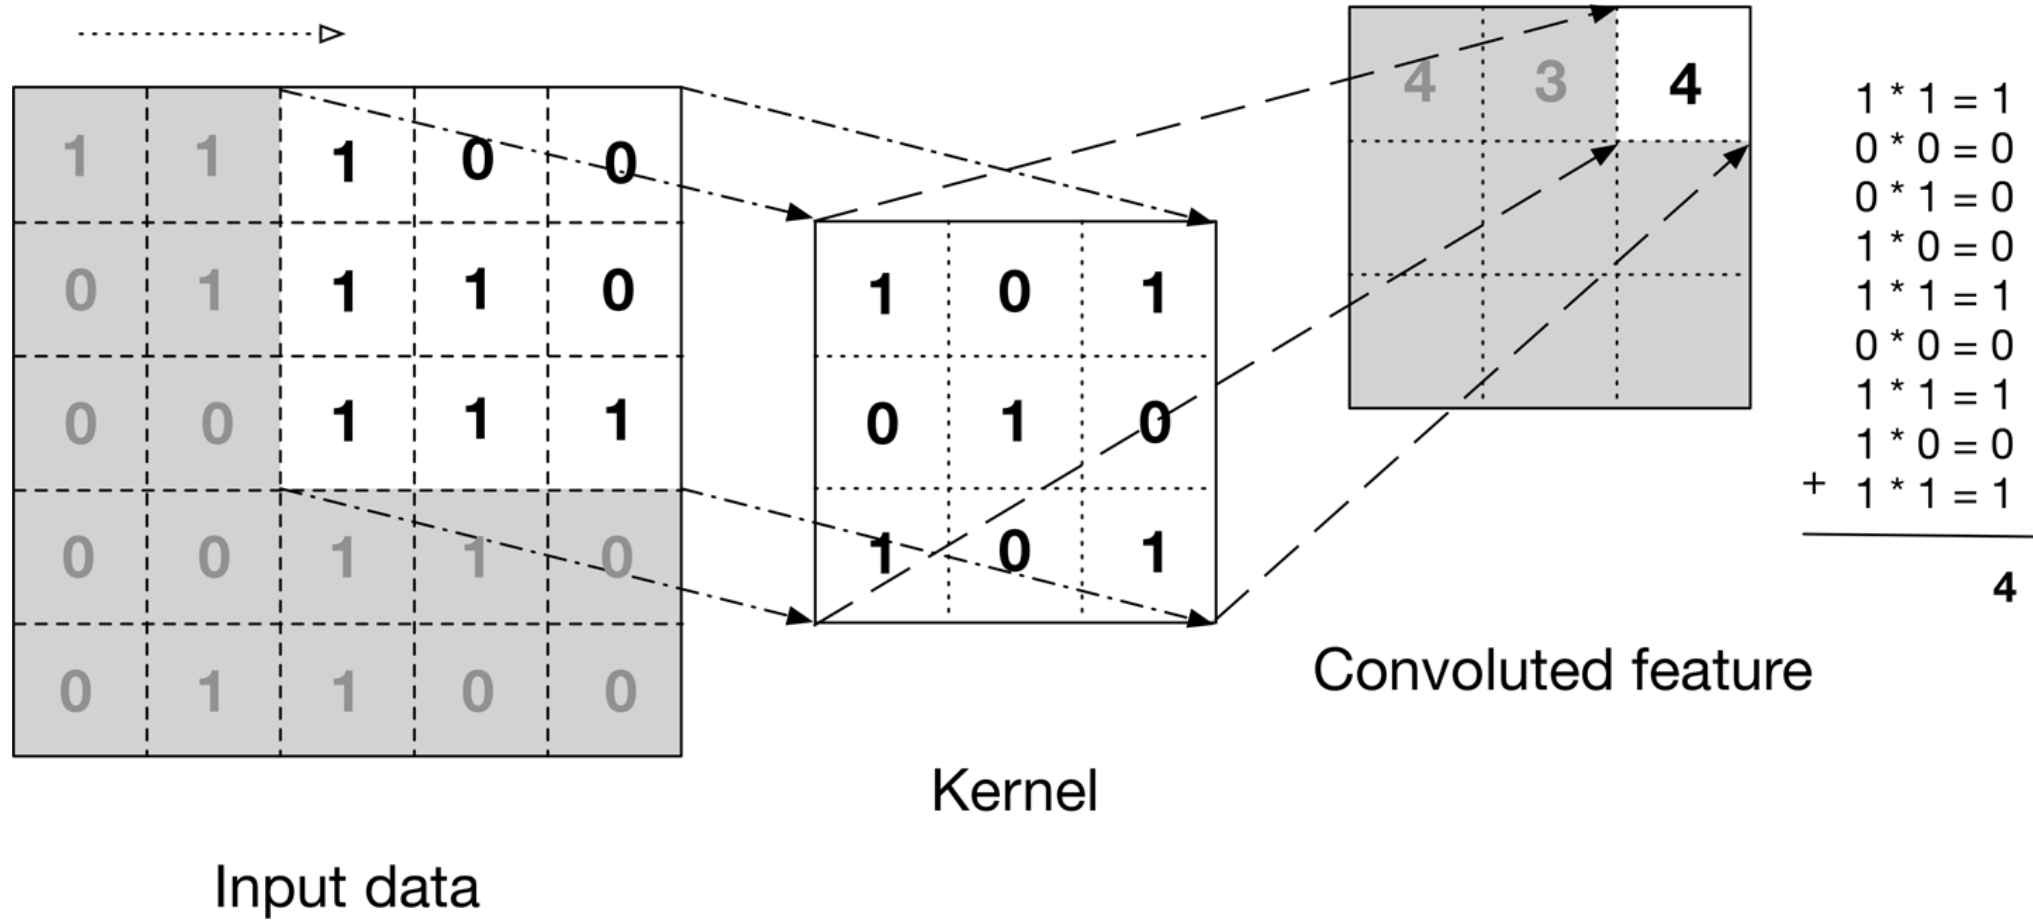 1 1 1 0 0
0 1 1 1 0
0 0 1 1 1
0 0 1 1 0
0 1 1 0 0
Input data
1 0 1
0 1 0
1 0 1
Kernel
4 3 4
Convoluted feature
1 * 1 = 1
0 * 0 = 0
0 * 1 = 0
1 * 0 = 0
1 * 1 = 1
0 * 0 = 0
1 * 1 = 1
1 * 0 = 0
+ 1 * 1 = 1
4